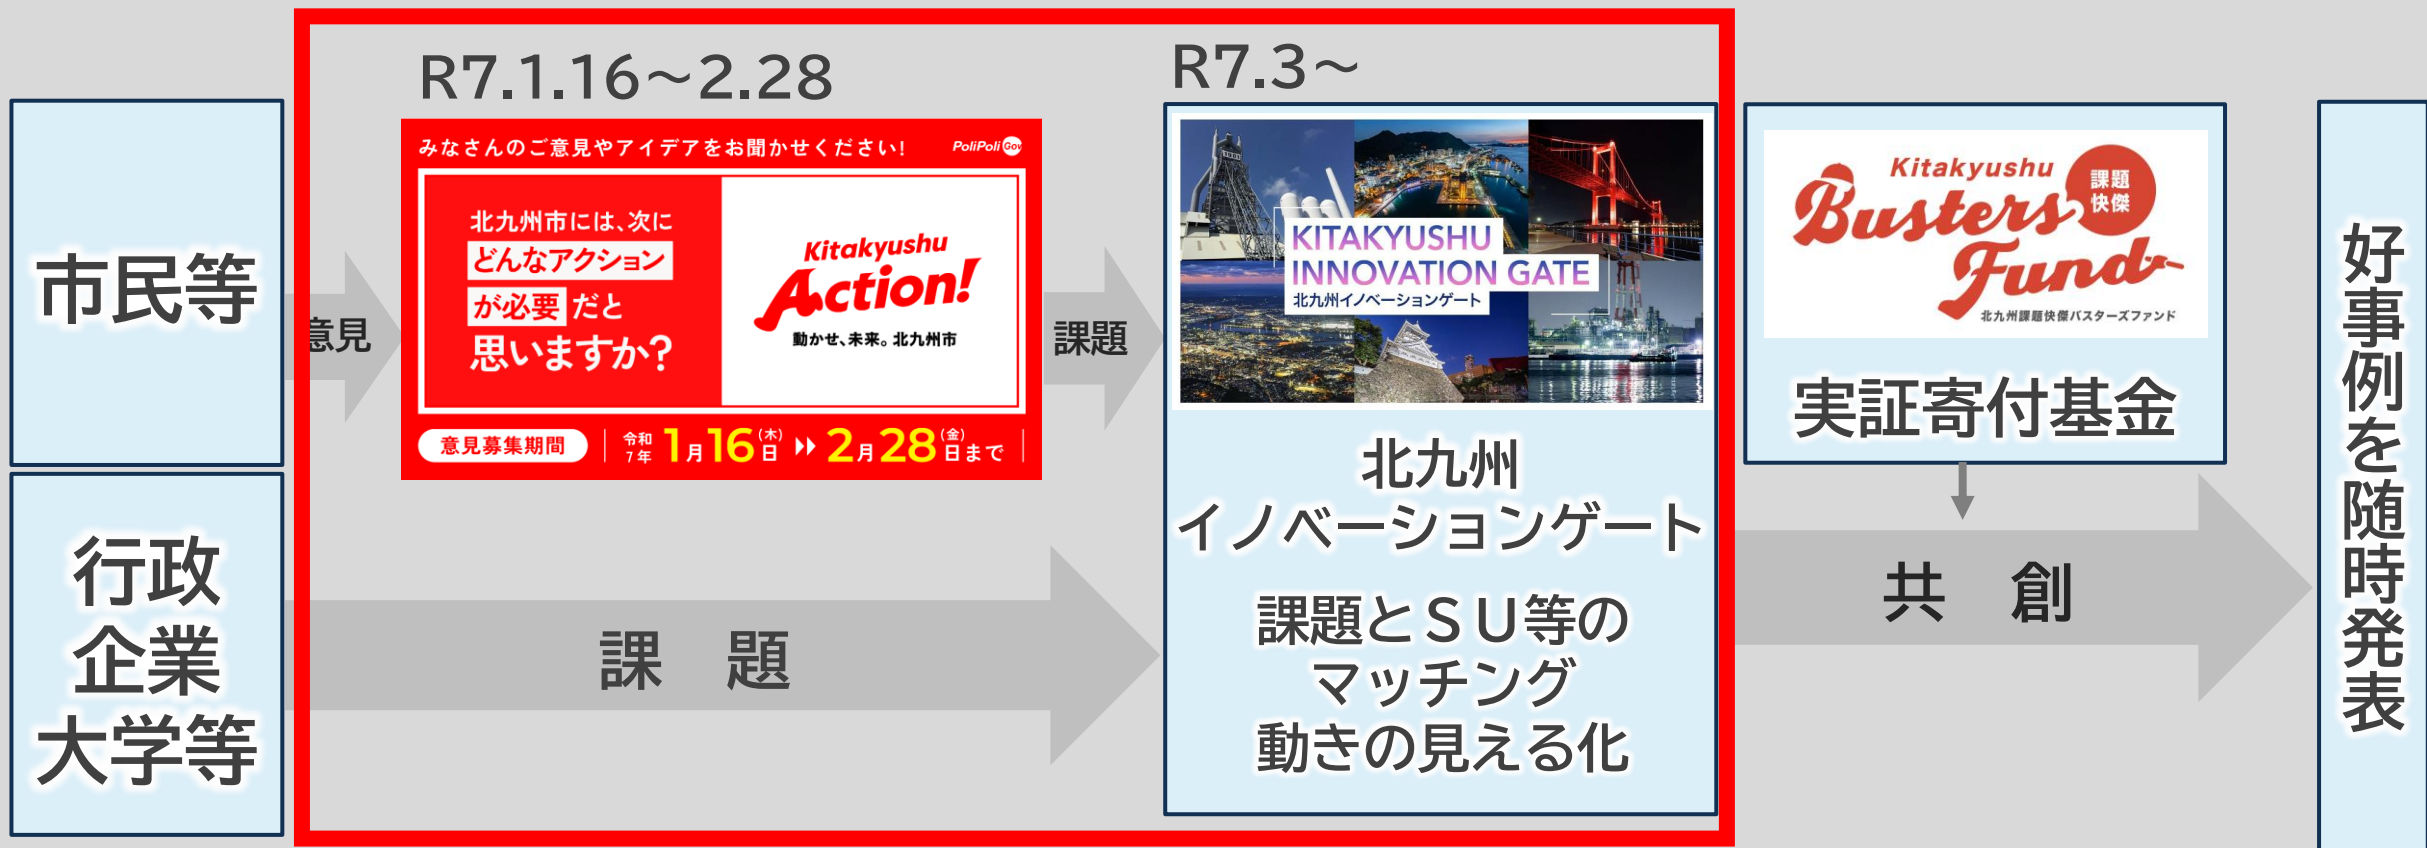 市民等
行政
企業
大学等
意見
R7.1.16～2.28
みなさんのご意見やアイデアをお聞かせください!
PoliPoli Gov
北九州市には、次に
どんなアクション
が必要 だと
思いますか?
Kitakyushu
Action!
動かせ、未来。北九州市
意見募集期間
令和7年 1月16日(木) 2月28日(金)まで
課題
課　題
R7.3～
KITAKYUSHU
INNOVATION GATE
北九州イノベーションゲート
北九州
イノベーションゲート
課題とＳＵ等の
マッチング
動きの見える化
Kitakyushu
Busters
Fund
課題
快傑
北九州課題快傑バスターズファンド
実証寄付基金
共　創
好事例を随時発表